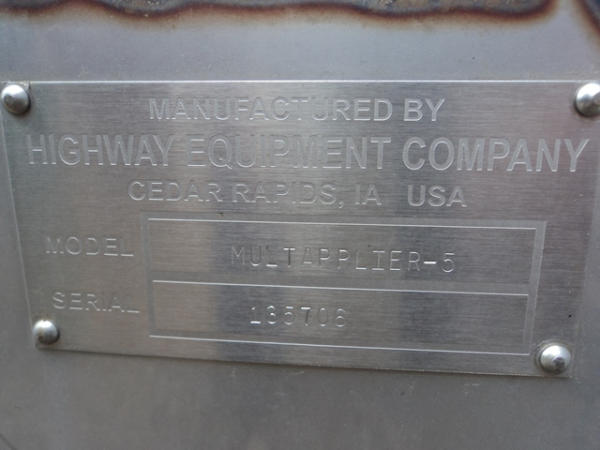 MANUFACTURED BY
HIGHWAY EQUIPMENT COMPANY
CEDAR RAPIDS, IA USA
MODEL MULTAPPLIER-5
SERIAL 135706